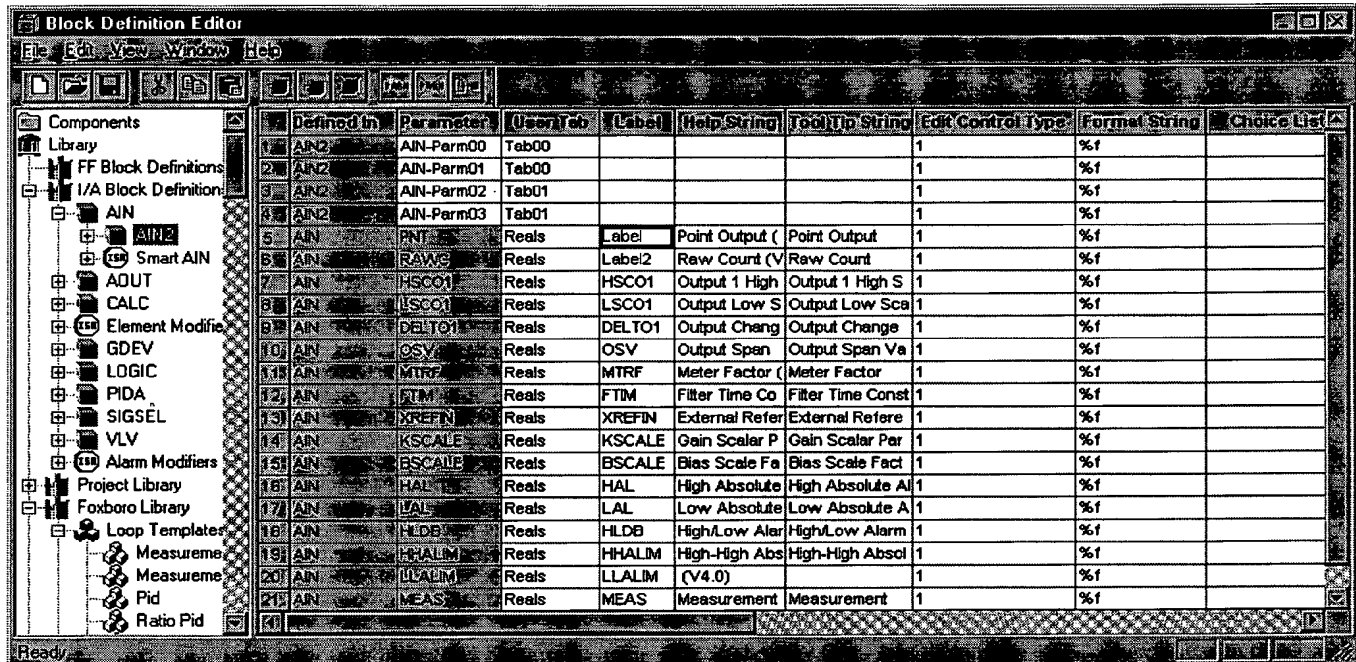 Block Definition Editor
File Edit View Window Help
Components
Library
FF Block Definitions
I/A Block Definition
AIN
AIN2
Smart AIN
AOUT
CALC
Element Modifie
GDEV
LOGIC
PIDA
SIGSEL
VLV
Alarm Modifiers
Project Library
Foxboro Library
Loop Templates
Measureme
Measureme
Pid
Ratio Pid
Defined In Parameter User Tab Label Help String Tool Tip String Edit Control Type Format String Choice List
1 AIN2 AIN-Parm00 Tab00 1 %f
2 AIN2 AIN-Parm01 Tab00 1 %f
3 AIN2 AIN-Parm02 Tab01 1 %f
4 AIN2 AIN-Parm03 Tab01 1 %f
5 AIN PNT Reals Label Point Output ( Point Output 1 %f
6 AIN RAWC Reals Label2 Raw Count (V Raw Count 1 %f
7 AIN HSCO1 Reals HSCO1 Output 1 High Output 1 High S 1 %f
8 AIN LSCO1 Reals LSCO1 Output Low S Output Low Sca 1 %f
9 AIN DELTO1 Reals DELTO1 Output Chang Output Change 1 %f
10 AIN OSV Reals OSV Output Span Output Span Va 1 %f
11 AIN MTRF Reals MTRF Meter Factor ( Meter Factor 1 %f
12 AIN FTIM Reals FTIM Filter Time Co Filter Time Const 1 %f
13 AIN XREFIN Reals XREFIN External Refer External Refere 1 %f
14 AIN KSCALE Reals KSCALE Gain Scalar P Gain Scalar Par 1 %f
15 AIN BSCALE Reals BSCALE Bias Scale Fa Bias Scale Fact 1 %f
16 AIN HAL Reals HAL High Absolute High Absolute Al 1 %f
17 AIN LAL Reals LAL Low Absolute Low Absolute A 1 %f
18 AIN HLDB Reals HLDB High/Low Alar High/Low Alarm 1 %f
19 AIN HHALIM Reals HHALIM High-High Abs High-High Absol 1 %f
20 AIN LLALIM Reals LLALIM (V4.0) 1 %f
21 AIN MEAS Reals MEAS Measurement Measurement 1 %f
Ready